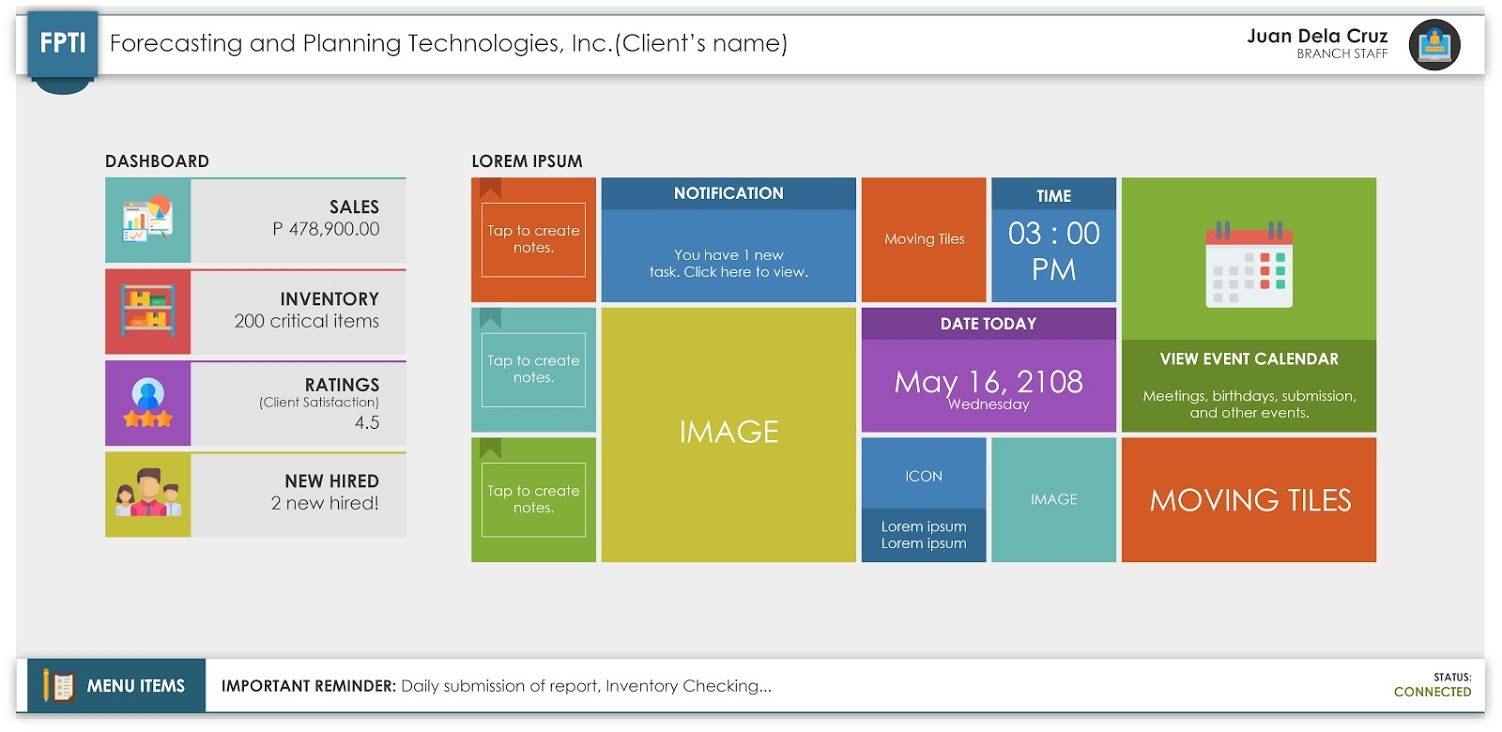 FPTI
Forecasting and Planning Technologies, Inc.(Client's name)
Juan Dela Cruz
BRANCH STAFF
DASHBOARD
SALES
P 478,900.00
INVENTORY
200 critical items
RATINGS
(Client Satisfaction)
4.5
NEW HIRED
2 new hired!
LOREM IPSUM
Tap to create
notes.
NOTIFICATION
You have 1 new
task. Click here to view.
Moving Tiles
TIME
03 : 00
PM
Tap to create
notes.
IMAGE
DATE TODAY
May 16, 2108
Wednesday
VIEW EVENT CALENDAR
Meetings, birthdays, submission,
and other events.
Tap to create
notes.
ICON
Lorem ipsum
Lorem ipsum
IMAGE
MOVING TILES
MENU ITEMS
IMPORTANT REMINDER: Daily submission of report, Inventory Checking...
STATUS:
CONNECTED